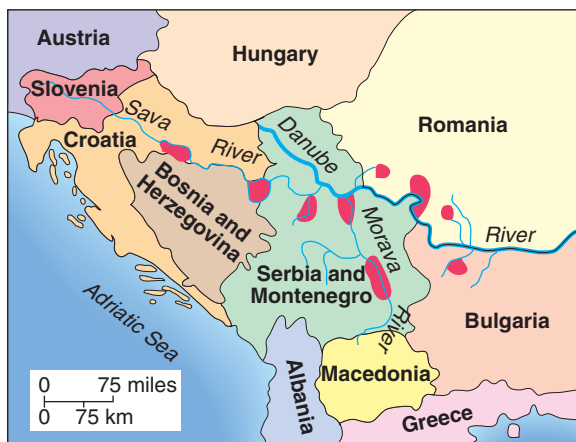 Austria
Hungary
Slovenia
Sava
River
Croatia
Danube
Romania
Bosnia and
Herzegovina
Morava
River
River
Serbia and
Montenegro
Bulgaria
Adriatic Sea
Albania
Macedonia
Greece
0 75 miles
0 75 km